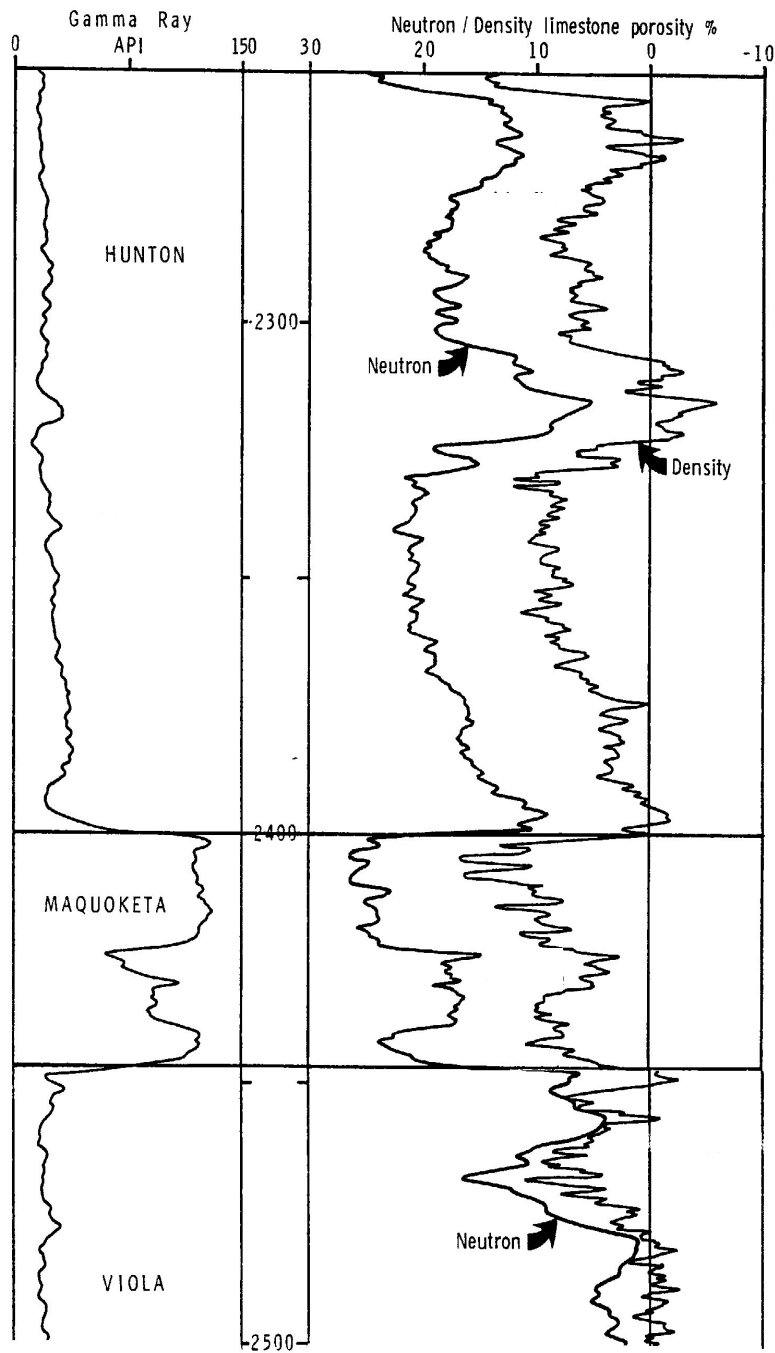 Gamma Ray
API
0
150
Neutron / Density limestone porosity %
30
20
10
0
-10
HUNTON
2300
Neutron
Density
2400
MAQUOKETA
Neutron
VIOLA
2500